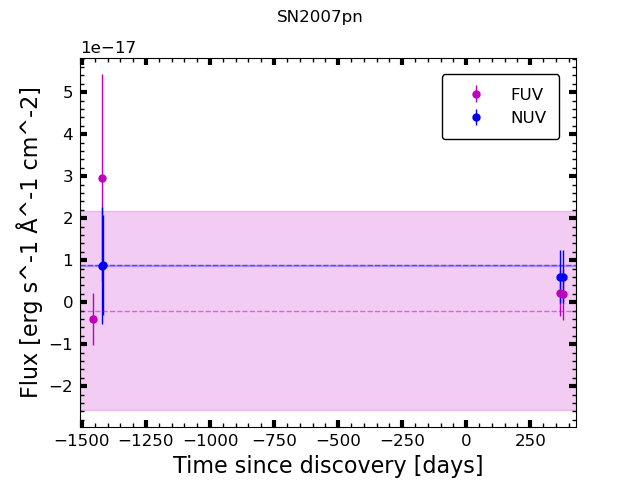 SN2007pn
1e−17
FUV
NUV
5
4
3
2
1
0
−1
−2
Flux [erg s^-1 Å^-1 cm^-2]
−1500 −1250 −1000 −750 −500 −250 0 250
Time since discovery [days]